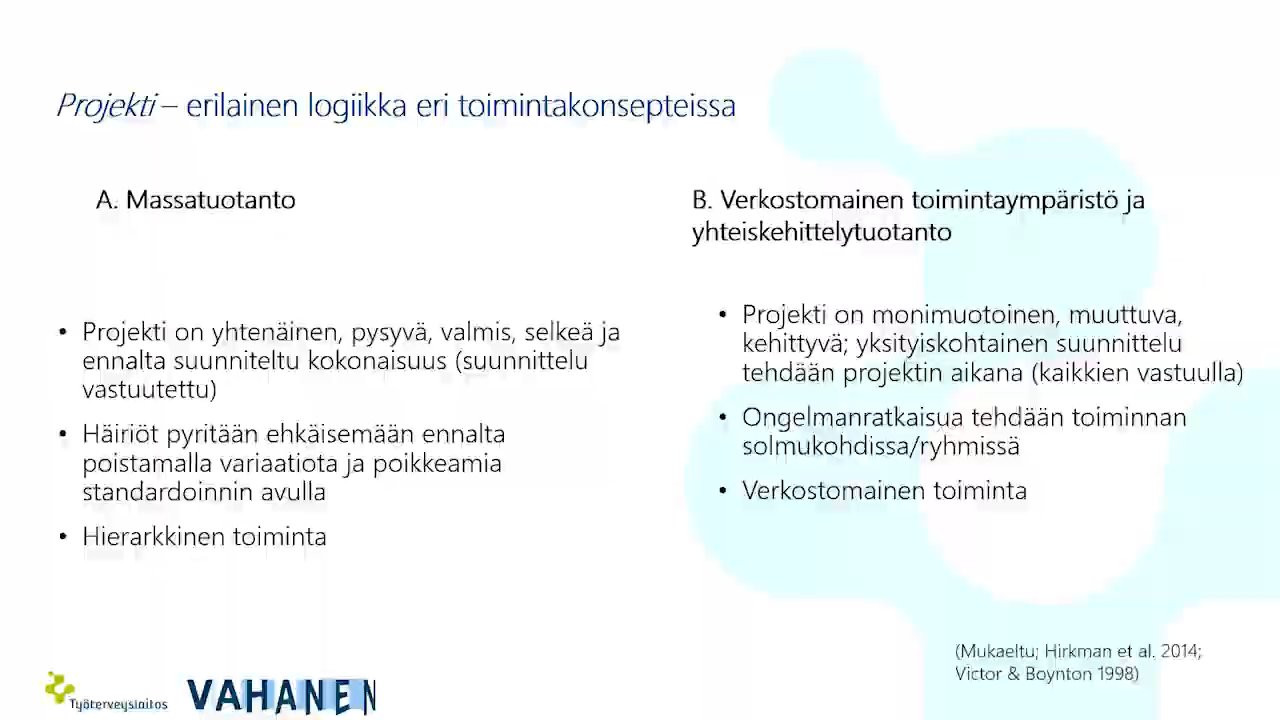 Projekti – erilainen logiikka eri toimintakonsepteissa
A. Massatuotanto
• Projekti on yhtenäinen, pysyvä, valmis, selkeä ja
ennalta suunniteltu kokonaisuus (suunnittelu
vastuutettu)
• Häiriöt pyritään ehkäisemään ennalta
poistamalla variaatiota ja poikkeamia
standardoinnin avulla
• Hierarkkinen toiminta
B. Verkostomainen toimintaympäristö ja
yhteiskehittelytuotanto
• Projekti on monimuotoinen, muuttuva,
kehittyvä; yksityiskohtainen suunnittelu
tehdään projektin aikana (kaikkien vastuulla)
• Ongelmanratkaisua tehdään toiminnan
solmukohdissa/ryhmissä
• Verkostomainen toiminta
(Mukaeltu; Hirkman et al. 2014;
Victor & Boynton 1998)
Työterveyslaitos
VAHANEN